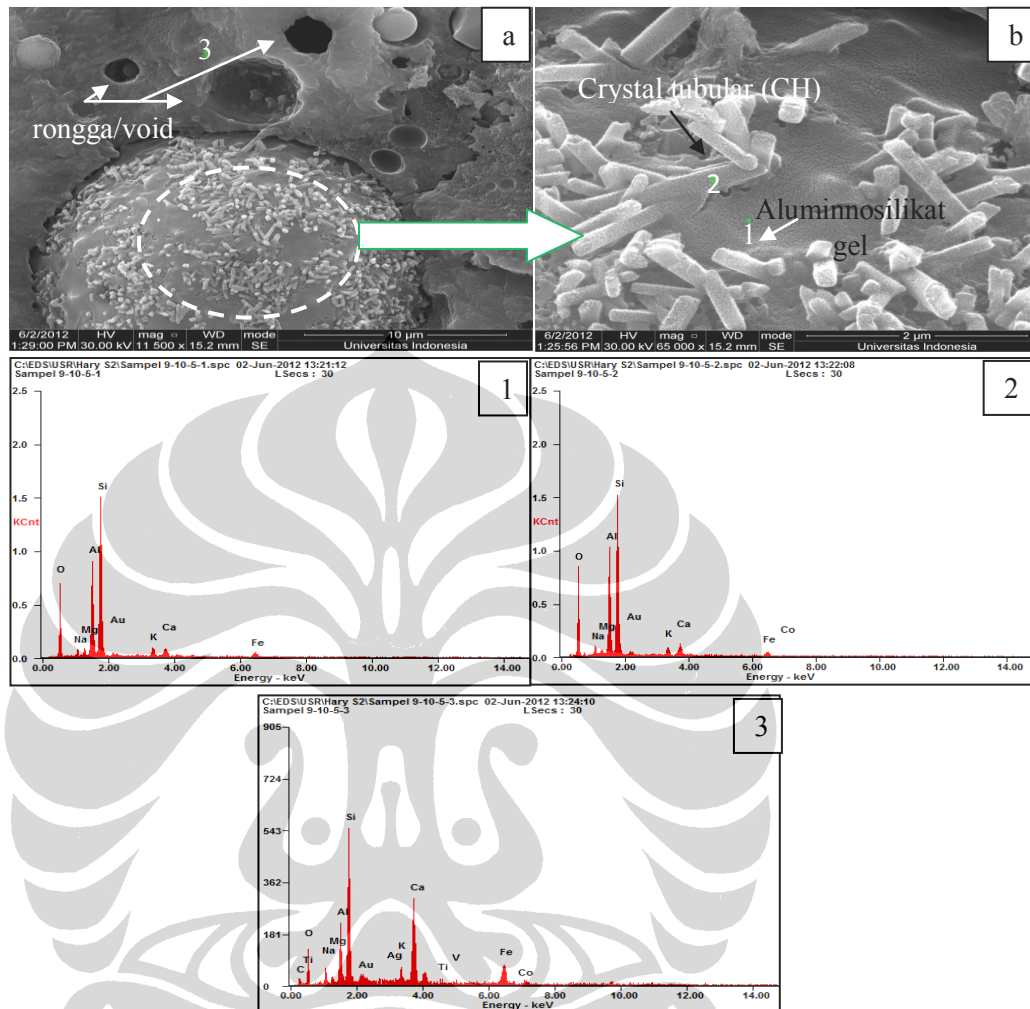 a
3
rongga/void
6/2/2012 HV mag □ WD mode 10 µm
1:29:00 PM 30.00 kV 11 500 x 15.2 mm SE Universitas Indonesia
b
Crystal tubular (CH)
2
Aluminnosilikat
1
gel
6/2/2012 HV mag □ WD mode 2 µm
1:25:56 PM 30.00 kV 65 000 x 15.2 mm SE Universitas Indonesia
C:\EDS\USR\Hary S2\Sampel 9-10-5-1.spc 02-Jun-2012 13:21:12
Sampel 9-10-5-1 LSecs : 30
1
2.5
2.0
1.5
KCnt
1.0
0.5
0.0
O
Na
Mg
Al
Si
Au
K
Ca
Fe
0.00 2.00 4.00 6.00 8.00 10.00 12.00 14.00
Energy - keV
C:\EDS\USR\Hary S2\Sampel 9-10-5-2.spc 02-Jun-2012 13:22:08
Sampel 9-10-5-2 LSecs : 30
2
2.5
2.0
1.5
KCnt
1.0
0.5
0.0
O
Na
Mg
Al
Si
Au
K
Ca
Fe
Co
0.00 2.00 4.00 6.00 8.00 10.00 12.00 14.00
Energy - keV
C:\EDS\USR\Hary S2\Sampel 9-10-5-3.spc 02-Jun-2012 13:24:10
Sampel 9-10-5-3 LSecs : 30
3
905
724
543
362
181
0
C
Ti
O
Na
Mg
Al
Si
Au
Ag
K
Ca
Ti
V
Fe
Co
0.00 2.00 4.00 6.00 8.00 10.00 12.00 14.00
Energy - keV